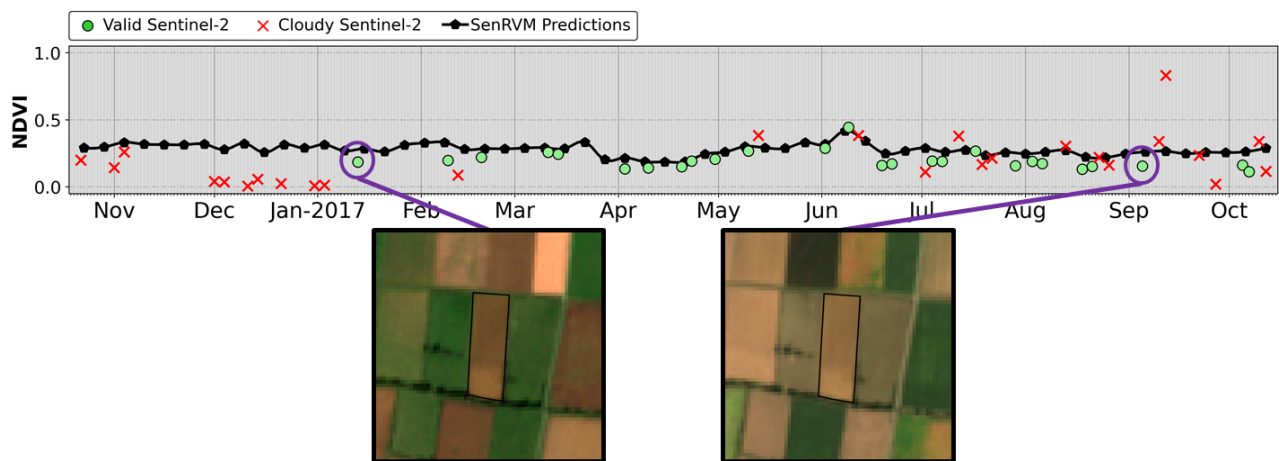 Valid Sentinel-2 Cloudy Sentinel-2 SenRVM Predictions
1.0
0.5
0.0
NDVI
Nov Dec Jan-2017 Feb Mar Apr May Jun Jul Aug Sep Oct